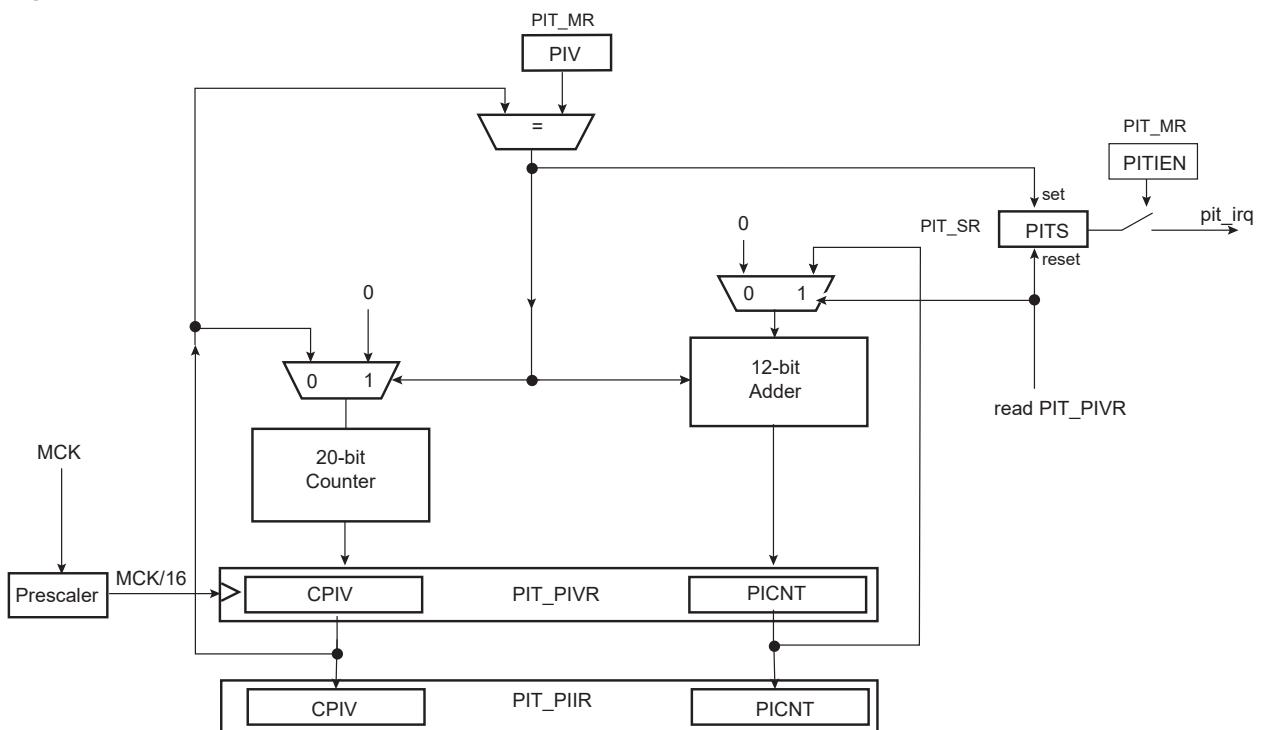 PIT_MR
PIV
=
PIT_MR
PITIEN
set
PIT_SR
PITS
pit_irq
reset
0
0 1
0
0 1
12-bit
Adder
read PIT_PIVR
MCK
20-bit
Counter
MCK/16
Prescaler
CPIV
PIT_PIVR
PICNT
CPIV
PIT_PIIR
PICNT